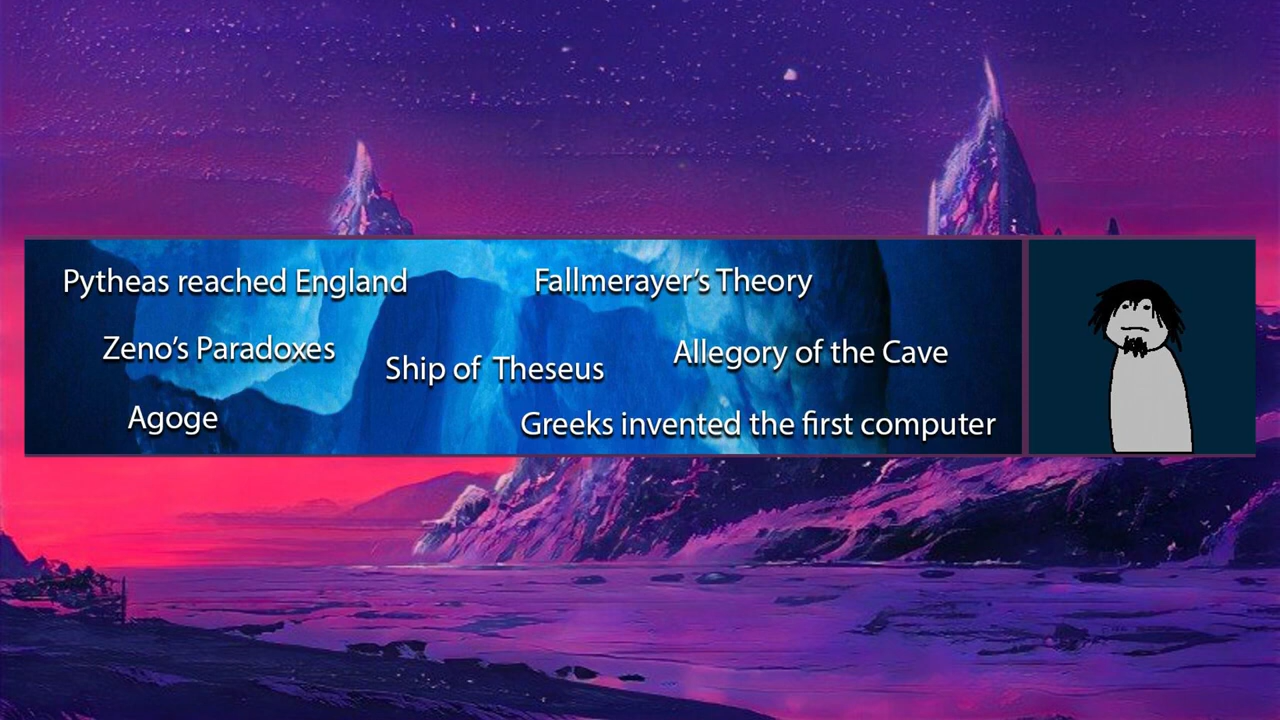 Pytheas reached England
Fallmerayer's Theory
Zeno's Paradoxes
Ship of Theseus
Allegory of the Cave
Agoge
Greeks invented the first computer